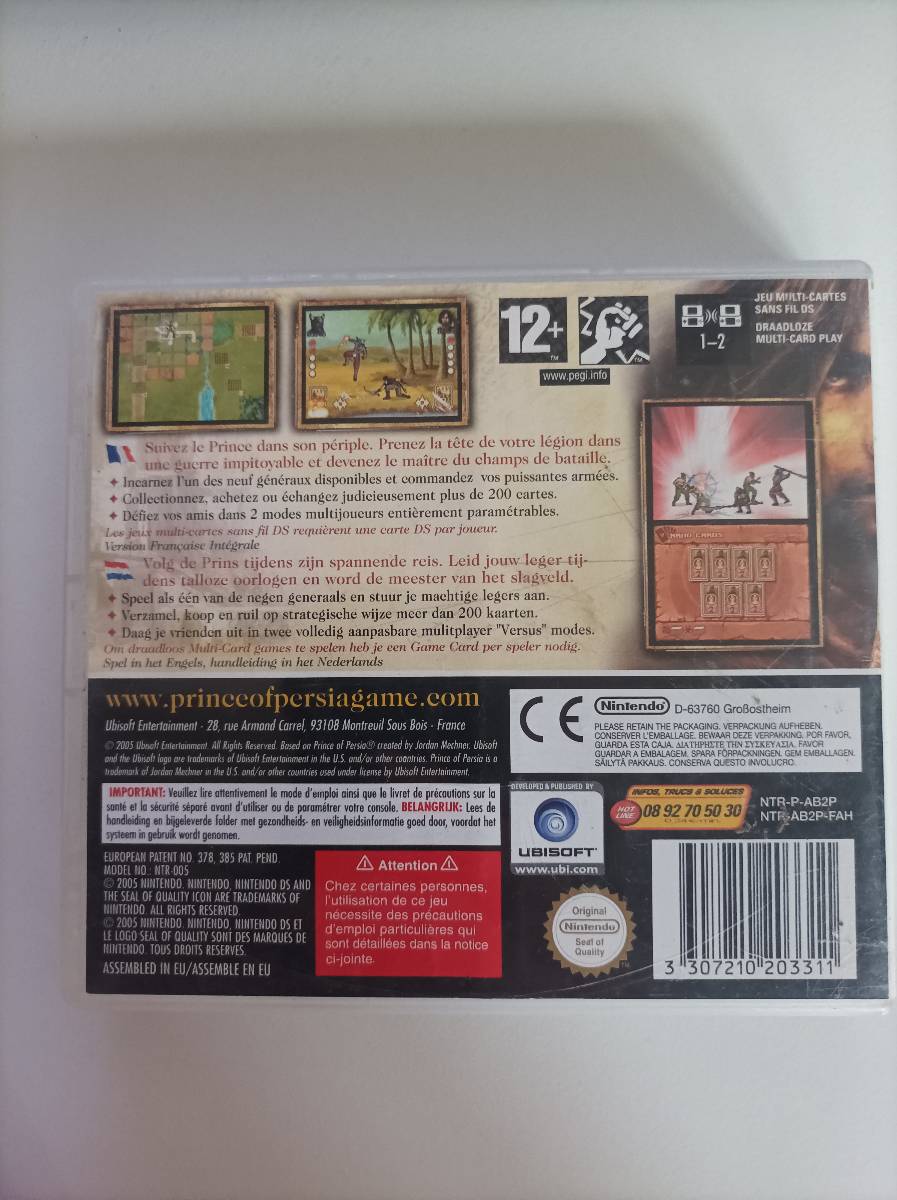 12+
TM
TM
www.pegi.info
1-2
JEU MULTI-CARTES
SANS FIL DS
DRAADLOZE
MULTI-CARD PLAY
Suivez le Prince dans son périple. Prenez la tête de votre légion dans
une guerre impitoyable et devenez le maître du champs de bataille.
✦ Incarnez l'un des neuf généraux disponibles et commandez vos puissantes armées.
✦ Collectionnez, achetez ou échangez judicieusement plus de 200 cartes.
✦ Défiez vos amis dans 2 modes multijoueurs entièrement paramétrables.
Les jeux multi-cartes sans fil DS requièrent une carte DS par joueur.
Version Française Intégrale
Volg de Prins tijdens zijn spannende reis. Leid jouw leger tij-
dens talloze oorlogen en word de meester van het slagveld.
✦ Speel als één van de negen generaals en stuur je machtige legers aan.
✦ Verzamel, koop en ruil op strategische wijze meer dan 200 kaarten.
✦ Daag je vrienden uit in twee volledig aanpasbare mulitplayer "Versus" modes.
Om draadloos Multi-Card games te spelen heb je een Game Card per speler nodig.
Spel in het Engels, handleiding in het Nederlands
CARDS
www.princeofpersiagame.com
Ubisoft Entertainment - 28, rue Armand Carrel, 93108 Montreuil Sous Bois - France
© 2005 Ubisoft Entertainment. All Rights Reserved. Based on Prince of Persia® created by Jordan Mechner. Ubisoft
and the Ubisoft logo are trademarks of Ubisoft Entertainment in the U.S. and/or other countries. Prince of Persia is a
trademark of Jordan Mechner in the U.S. and/or other countries used under license by Ubisoft Entertainment.
IMPORTANT: Veuillez lire attentivement le mode d'emploi ainsi que le livret de précautions sur la
santé et la sécurité séparé avant d'utiliser ou de paramétrer votre console. BELANGRIJK: Lees de
handleiding en bijgeleverde folder met gezondheids- en veiligheidsinformatie goed door, voordat het
systeem in gebruik wordt genomen.
EUROPEAN PATENT NO. 378, 385 PAT. PEND.
MODEL NO.: NTR-005
© 2005 NINTENDO. NINTENDO, NINTENDO DS AND
THE SEAL OF QUALITY ICON ARE TRADEMARKS OF
NINTENDO. ALL RIGHTS RESERVED.
© 2005 NINTENDO. NINTENDO, NINTENDO DS ET
LE LOGO SEAL OF QUALITY SONT DES MARQUES DE
NINTENDO. TOUS DROITS RESERVES.
ASSEMBLED IN EU/ASSEMBLE EN EU
⚠ Attention ⚠
Chez certaines personnes,
l'utilisation de ce jeu
nécessite des précautions
d'emploi particulières qui
sont détaillées dans la notice
ci-jointe.
CE
Nintendo D-63760 Großostheim
PLEASE RETAIN THE PACKAGING. VERPACKUNG AUFHEBEN.
CONSERVER L'EMBALLAGE. BEWAAR DEZE VERPAKKING. POR FAVOR,
GUARDA ESTA CAJA. ΔΙΑΤΗΡΗΣΤΕ ΤΗΝ ΣΥΣΚΕΥΑΣΙΑ. FAVOR
GUARDAR A EMBALAGEM. SPARA FÖRPACKNINGEN. GEM EMBALLAGEN.
SÄILYTÄ PAKKAUS. CONSERVA QUESTO INVOLUCRO.
DEVELOPED & PUBLISHED BY
UBISOFT
www.ubi.com
INFOS, TRUCS & SOLUCES
HOT LINE 08 92 70 50 30
0.34 €/min.
NTR-P-AB2P
NTR-AB2P-FAH
Original
Nintendo
Seal of
Quality
TM
3 307210 203311